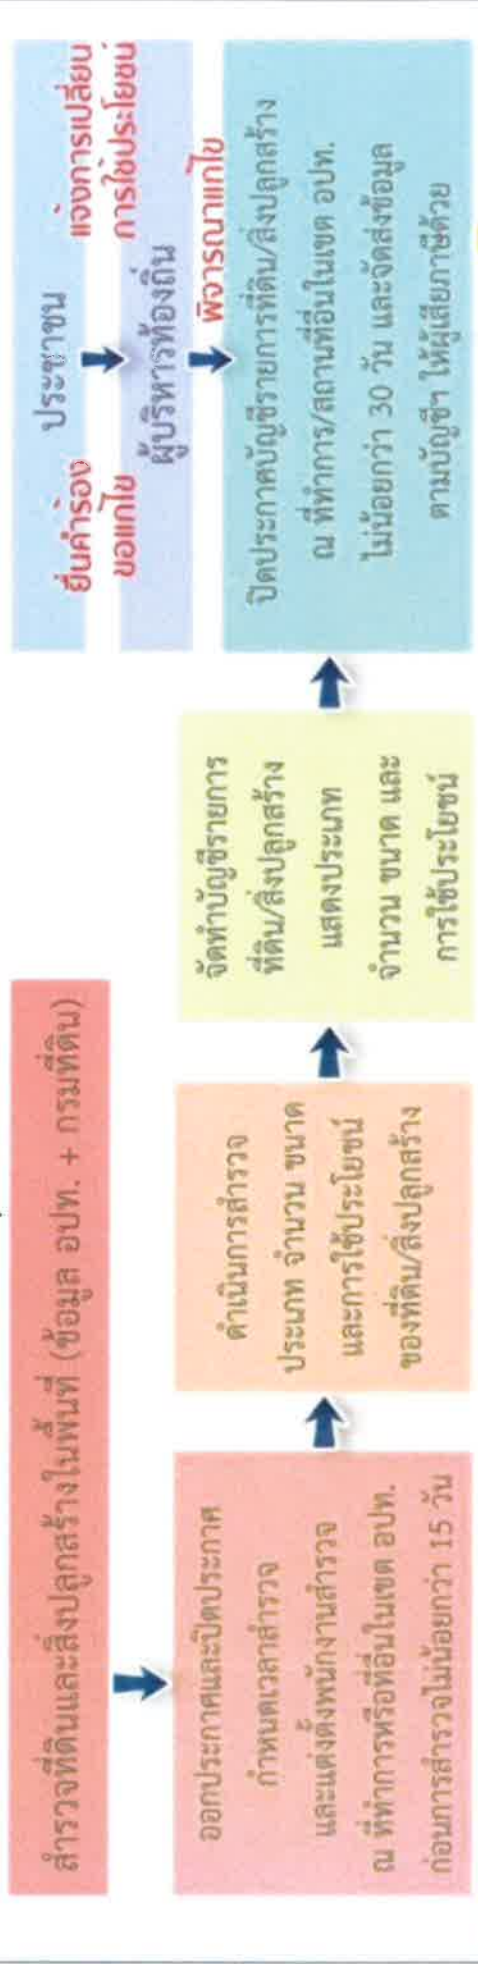 สำรวจที่ดินและสิ่งปลูกสร้างในพื้นที่ (ข้อมูล อปท. + กรมที่ดิน)
ออกประกาศและปิดประกาศ
กำหนดเวลาสำรวจ
และแต่งตั้งพนักงานสำรวจ
ณ ที่ทำการหรือที่อื่นในเขต อปท.
ก่อนการสำรวจไม่น้อยกว่า 15 วัน
ดำเนินการสำรวจ
ประเภท จำนวน ขนาด
และการใช้ประโยชน์
ของที่ดิน/สิ่งปลูกสร้าง
จัดทำบัญชีรายการ
ที่ดิน/สิ่งปลูกสร้าง
แสดงประเภท
จำนวน ขนาด และ
การใช้ประโยชน์
ประชาชน
ยื่นคำร้อง
ขอแก้ไข
แจ้งการเปลี่ยน
การใช้ประโยชน์
ผู้บริหารท้องถิ่น
พิจารณาแก้ไข
ปิดประกาศบัญชีรายการที่ดิน/สิ่งปลูกสร้าง
ณ ที่ทำการ/สถานที่อื่นในเขต อปท.
ไม่น้อยกว่า 30 วัน และจัดส่งข้อมูล
ตามบัญชีฯ ให้ผู้เสียภาษีด้วย